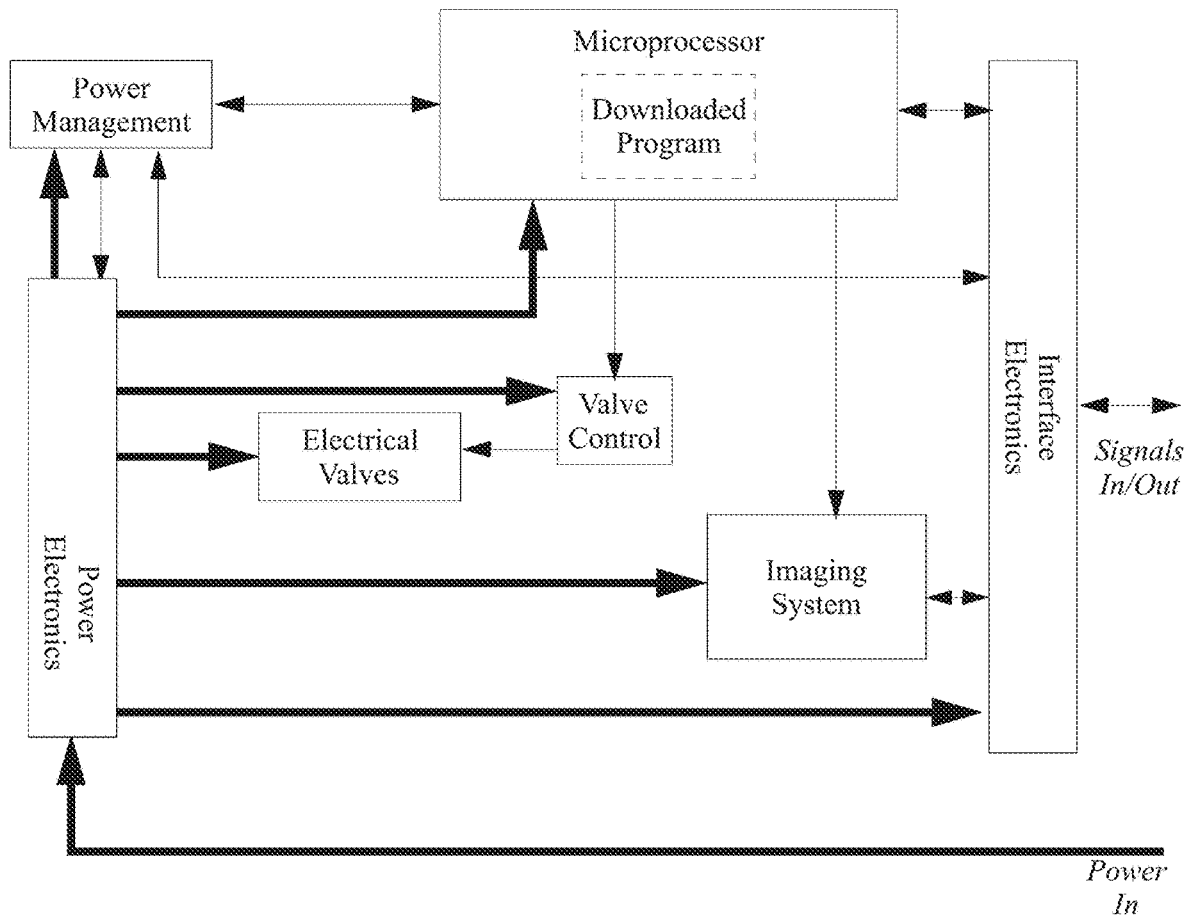 Microprocessor
Downloaded
Program
Power
Management
Interface
Electronics
Valve
Control
Electrical
Valves
Signals
In/Out
Power
Electronics
Imaging
System
Power
In